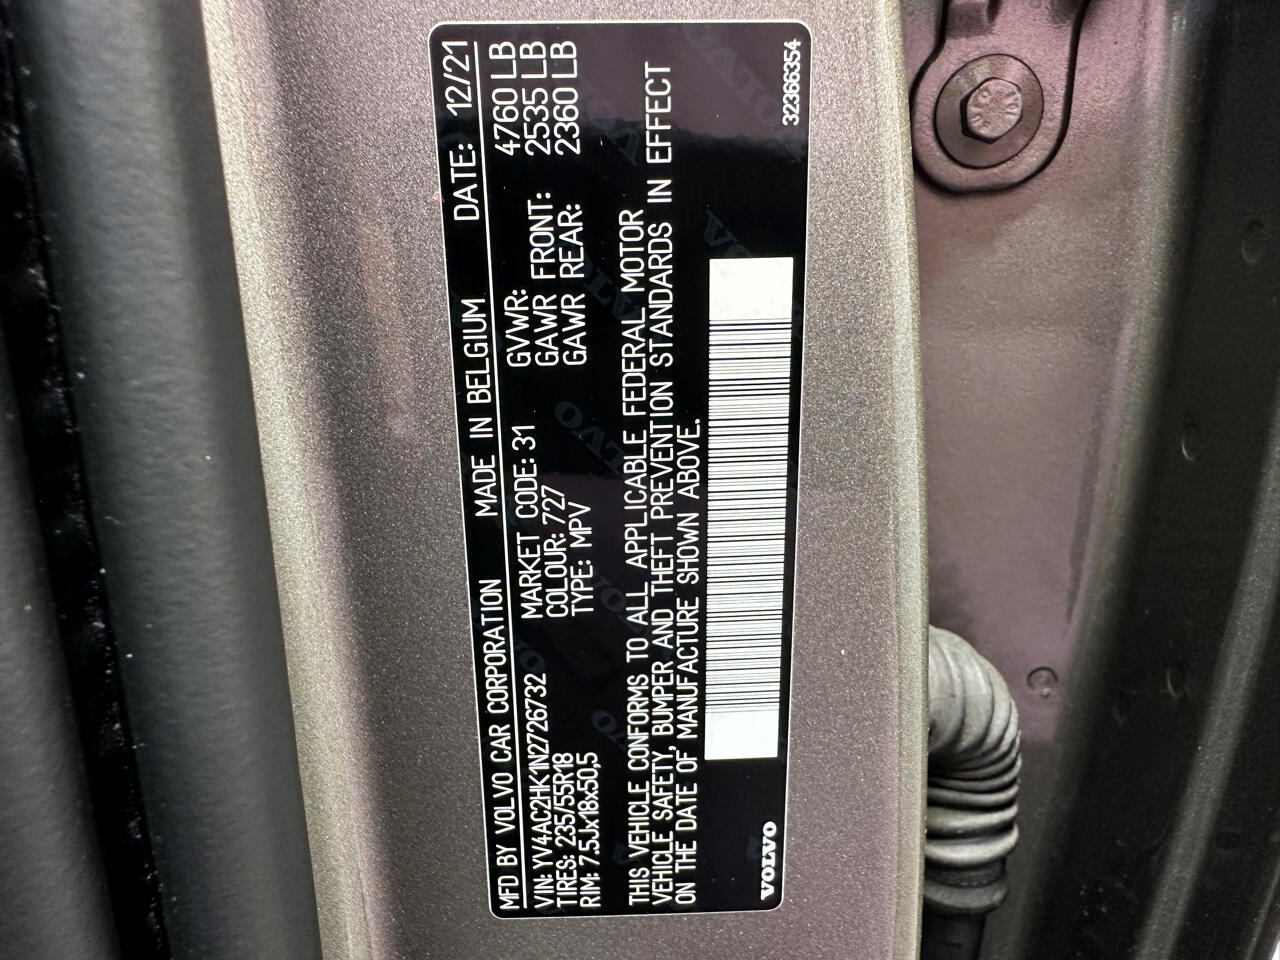 MFD BY VOLVO CAR CORPORATION MADE IN BELGIUM DATE: 12/21
VIN: YV4AC2HK1N2726732 MARKET CODE: 31 GVWR: 4760 LB
TIRES: 235/55R18 COLOUR: 727 GAWR FRONT: 2535 LB
RIM: 7.5Jx18x50,5 TYPE: MPV GAWR REAR: 2360 LB
THIS VEHICLE CONFORMS TO ALL APPLICABLE FEDERAL MOTOR
VEHICLE SAFETY, BUMPER AND THEFT PREVENTION STANDARDS IN EFFECT
ON THE DATE OF MANUFACTURE SHOWN ABOVE.
VOLVO 32366354